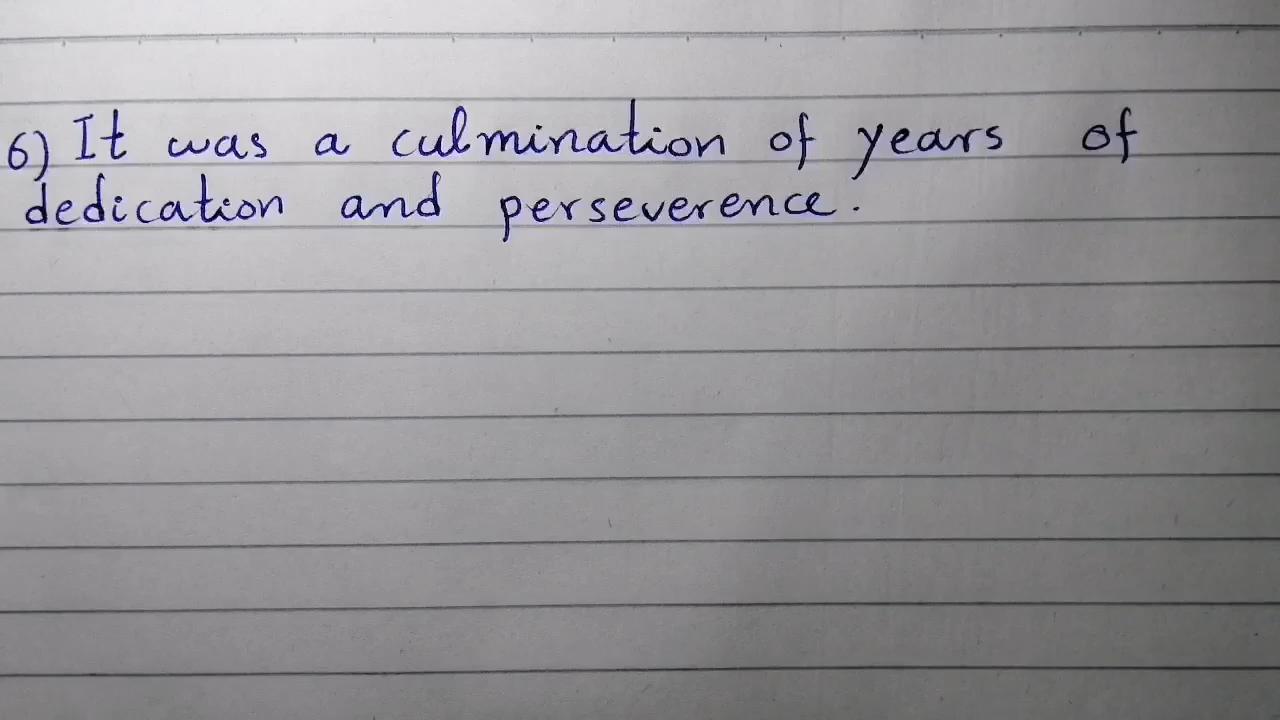 6) It was a culmination of years of
dedication and perseverence.